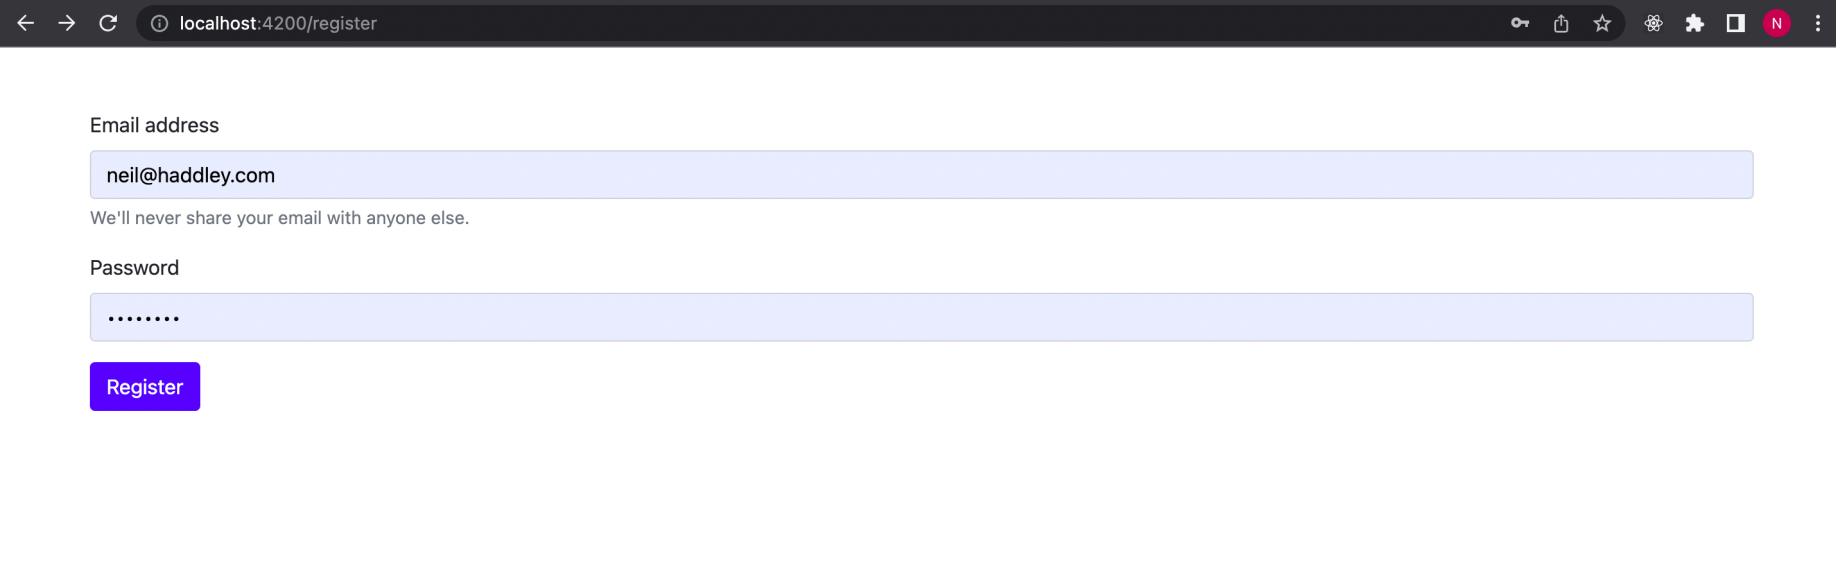 localhost:4200/register
N
Email address
neil@haddley.com
We'll never share your email with anyone else.
Password
••••••••
Register